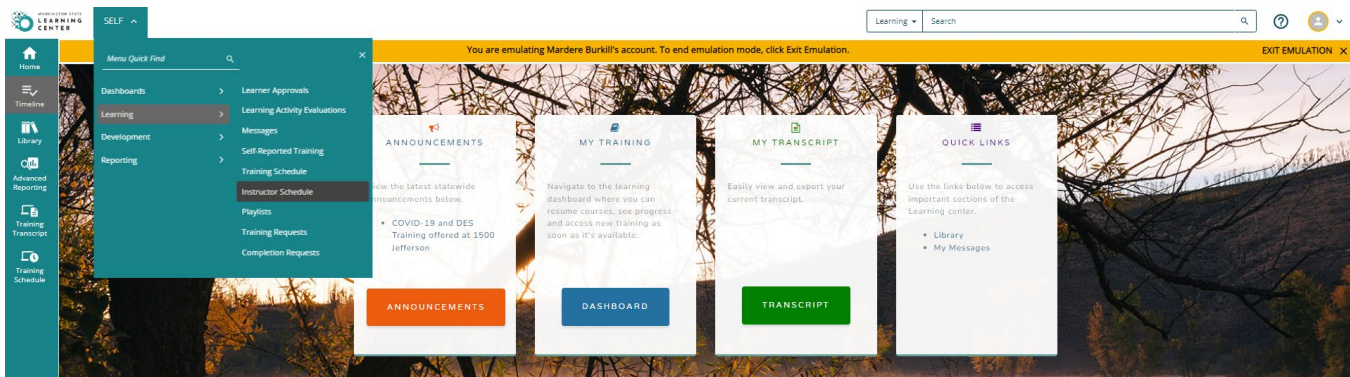 WASHINGTON STATE
LEARNING
CENTER
SELF
Learning
Search
You are emulating Mardere Burkill's account. To end emulation mode, click Exit Emulation.
EXIT EMULATION ×
Home
Timeline
Library
Advanced
Reporting
Training
Transcript
Training
Schedule
Menu Quick Find
Dashboards
Learning
Development
Reporting
Learner Approvals
Learning Activity Evaluations
Messages
Self-Reported Training
Training Schedule
Instructor Schedule
Playlists
Training Requests
Completion Requests
ANNOUNCEMENTS
iew the latest statewide
nnouncements below.
• COVID-19 and DES
Training offered at 1500
Jefferson
ANNOUNCEMENTS
MY TRAINING
Navigate to the learning
dashboard where you can
resume courses, see progress
and access new training as
soon as it's available.
DASHBOARD
MY TRANSCRIPT
Easily view and export your
current transcript.
TRANSCRIPT
QUICK LINKS
Use the links below to access
important sections of the
Learning center.
• Library
• My Messages